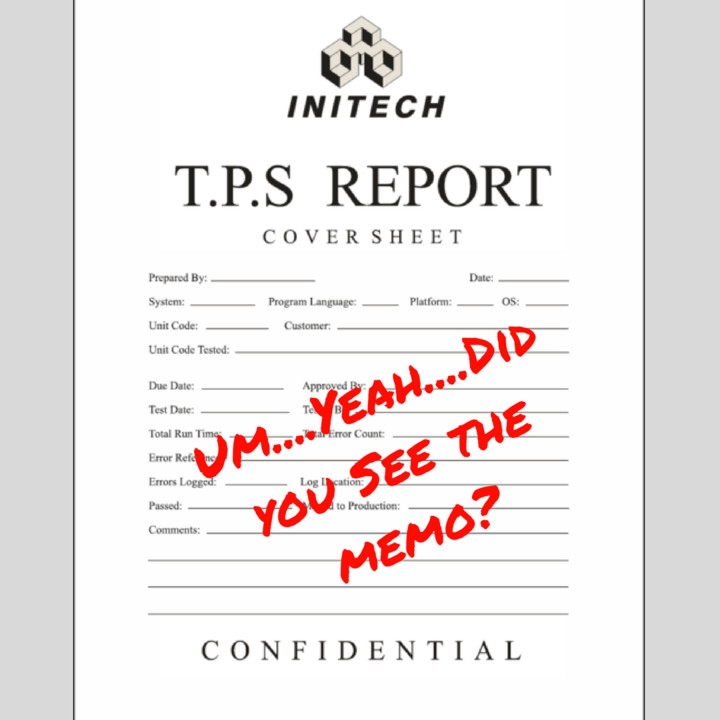 INITECH
T.P.S REPORT
COVER SHEET
Prepared By: Date:
System: Program Language: Platform: OS:
Unit Code: Customer:
Unit Code Tested:
Due Date: Approved By:
Test Date:
Total Run Time: Total Error Count:
Error
Errors Logged: Log Location:
Passed: to Production:
Comments:
um....Yeah....did
you See the
memo?
CONFIDENTIAL